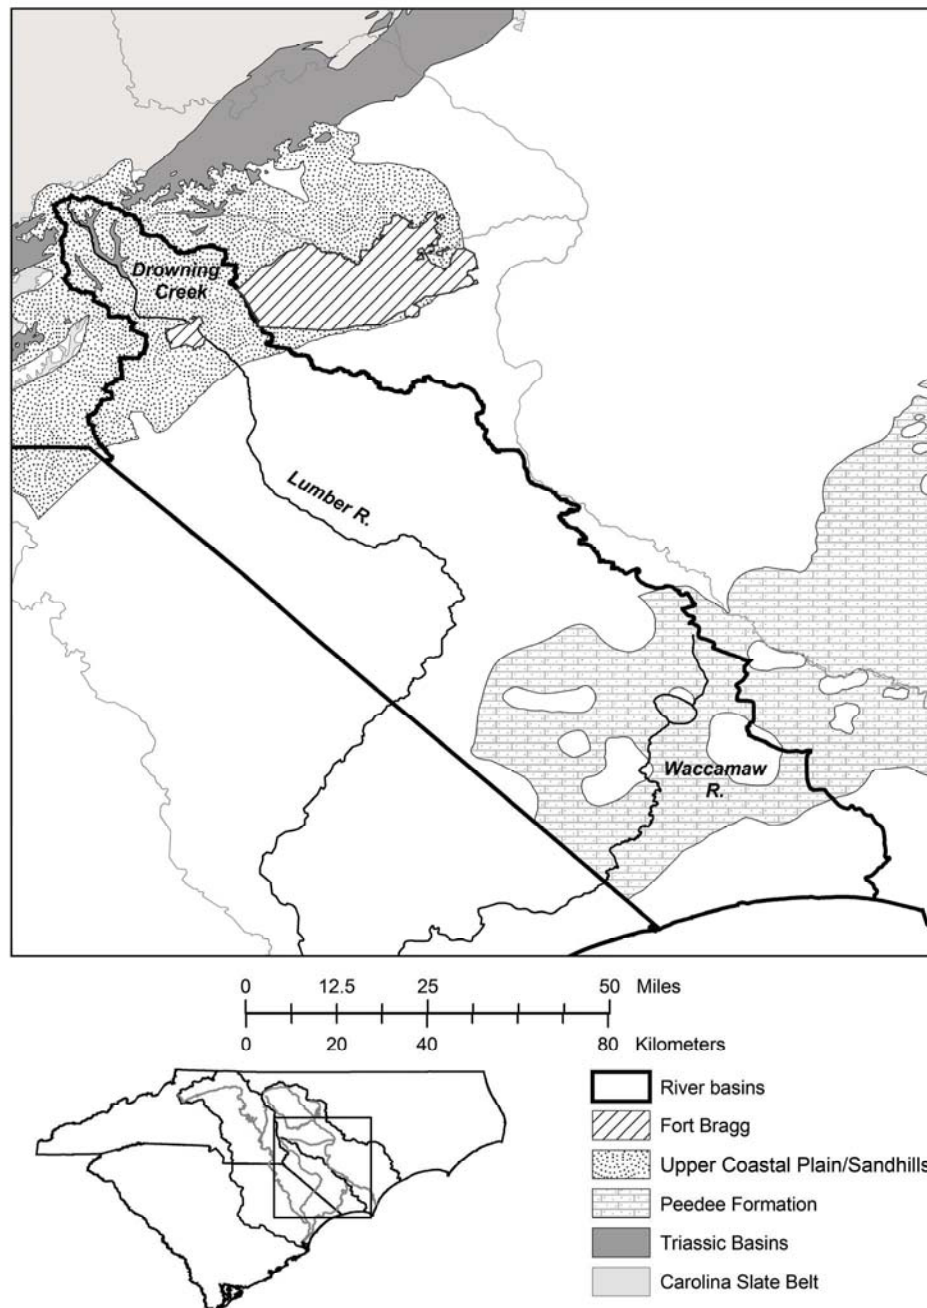 Drowning
Creek
Lumber R.
Waccamaw
R.
0 12.5 25 50 Miles
0 20 40 80 Kilometers
River basins
Fort Bragg
Upper Coastal Plain/Sandhills
Peedee Formation
Triassic Basins
Carolina Slate Belt